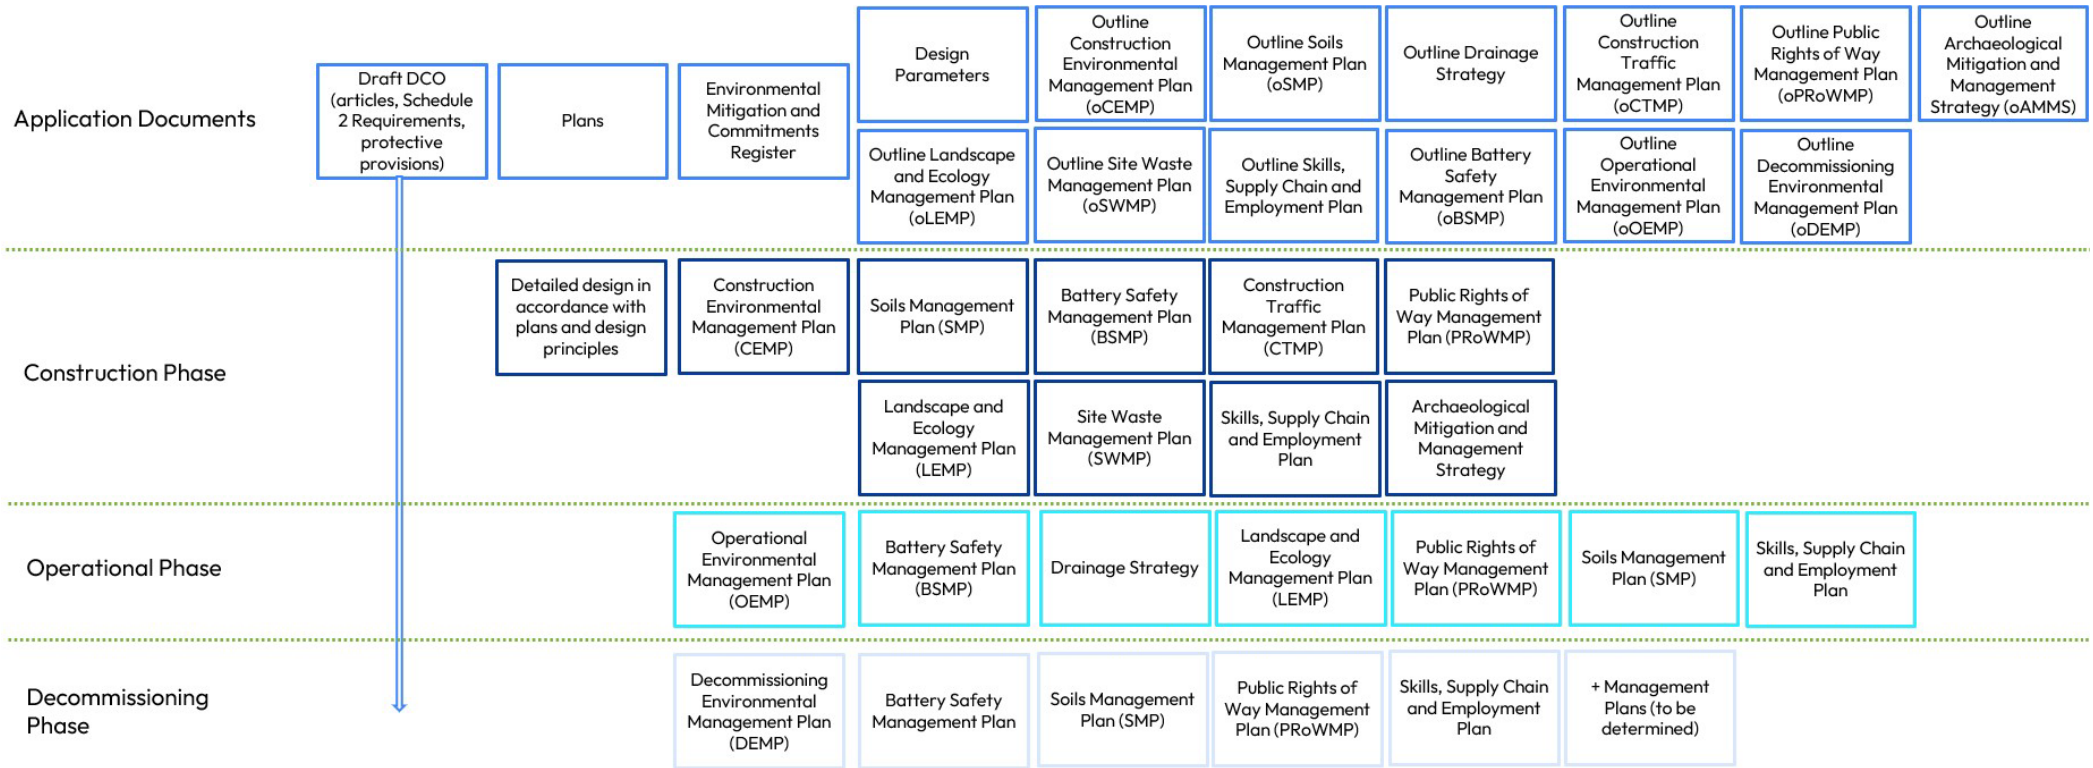 Application Documents
Draft DCO
(articles, Schedule
2 Requirements,
protective
provisions)
Plans
Environmental
Mitigation and
Commitments
Register
Design
Parameters
Outline
Construction
Environmental
Management Plan
(oCEMP)
Outline Soils
Management Plan
(oSMP)
Outline Drainage
Strategy
Outline
Construction
Traffic
Management Plan
(oCTMP)
Outline Public
Rights of Way
Management Plan
(oPRoWMP)
Outline
Archaeological
Mitigation and
Management
Strategy (oAMMS)
Outline Landscape
and Ecology
Management Plan
(oLEMP)
Outline Site Waste
Management Plan
(oSWMP)
Outline Skills,
Supply Chain and
Employment Plan
Outline Battery
Safety
Management Plan
(oBSMP)
Outline
Operational
Environmental
Management Plan
(oOEMP)
Outline
Decommissioning
Environmental
Management Plan
(oDEMP)
Construction Phase
Detailed design in
accordance with
plans and design
principles
Construction
Environmental
Management Plan
(CEMP)
Soils Management
Plan (SMP)
Battery Safety
Management Plan
(BSMP)
Construction
Traffic
Management Plan
(CTMP)
Public Rights of
Way Management
Plan (PRoWMP)
Landscape and
Ecology
Management Plan
(LEMP)
Site Waste
Management Plan
(SWMP)
Skills, Supply Chain
and Employment
Plan
Archaeological
Mitigation and
Management
Strategy
Operational Phase
Operational
Environmental
Management Plan
(OEMP)
Battery Safety
Management Plan
(BSMP)
Drainage Strategy
Landscape and
Ecology
Management Plan
(LEMP)
Public Rights of
Way Management
Plan (PRoWMP)
Soils Management
Plan (SMP)
Skills, Supply Chain
and Employment
Plan
Decommissioning
Phase
Decommissioning
Environmental
Management Plan
(DEMP)
Battery Safety
Management Plan
Soils Management
Plan (SMP)
Public Rights of
Way Management
Plan (PRoWMP)
Skills, Supply Chain
and Employment
Plan
+ Management
Plans (to be
determined)